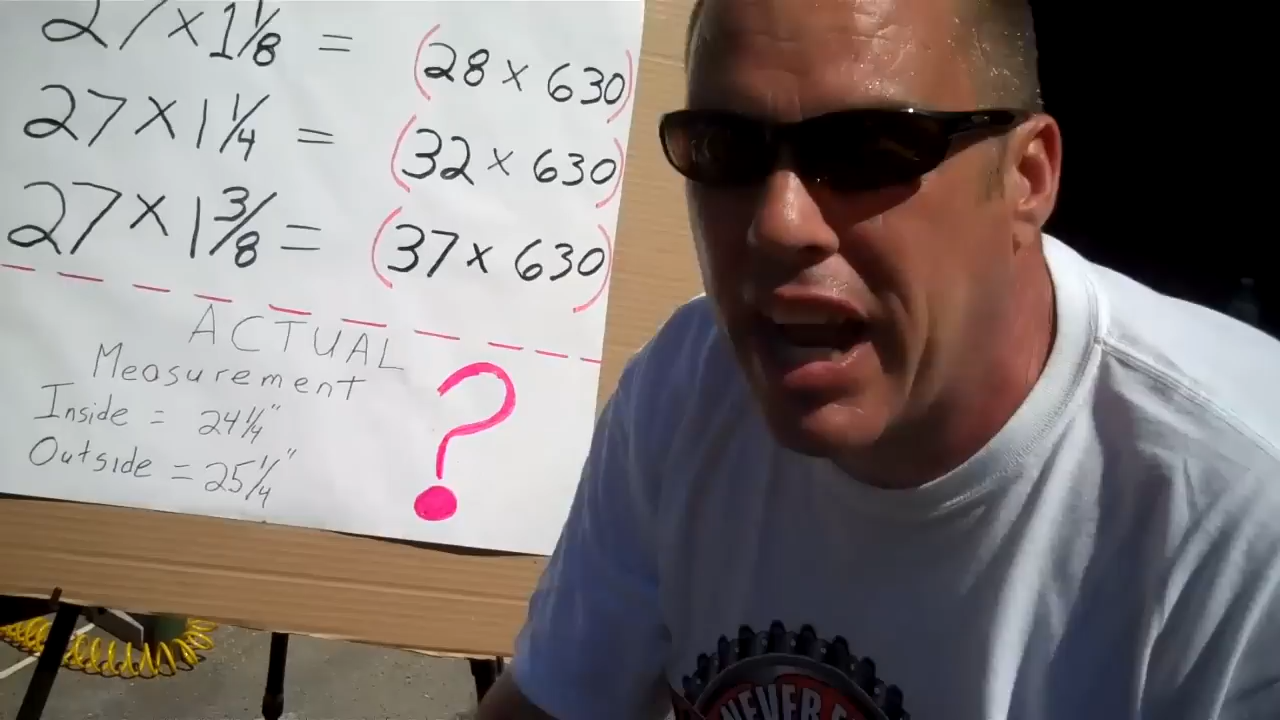 27 x 1 1/8 = (28 x 630)
27 x 1 1/4 = (32 x 630)
27 x 1 3/8 = (37 x 630)
ACTUAL
Measurement
Inside = 24 1/4"
Outside = 25 1/4"
?
NEVER